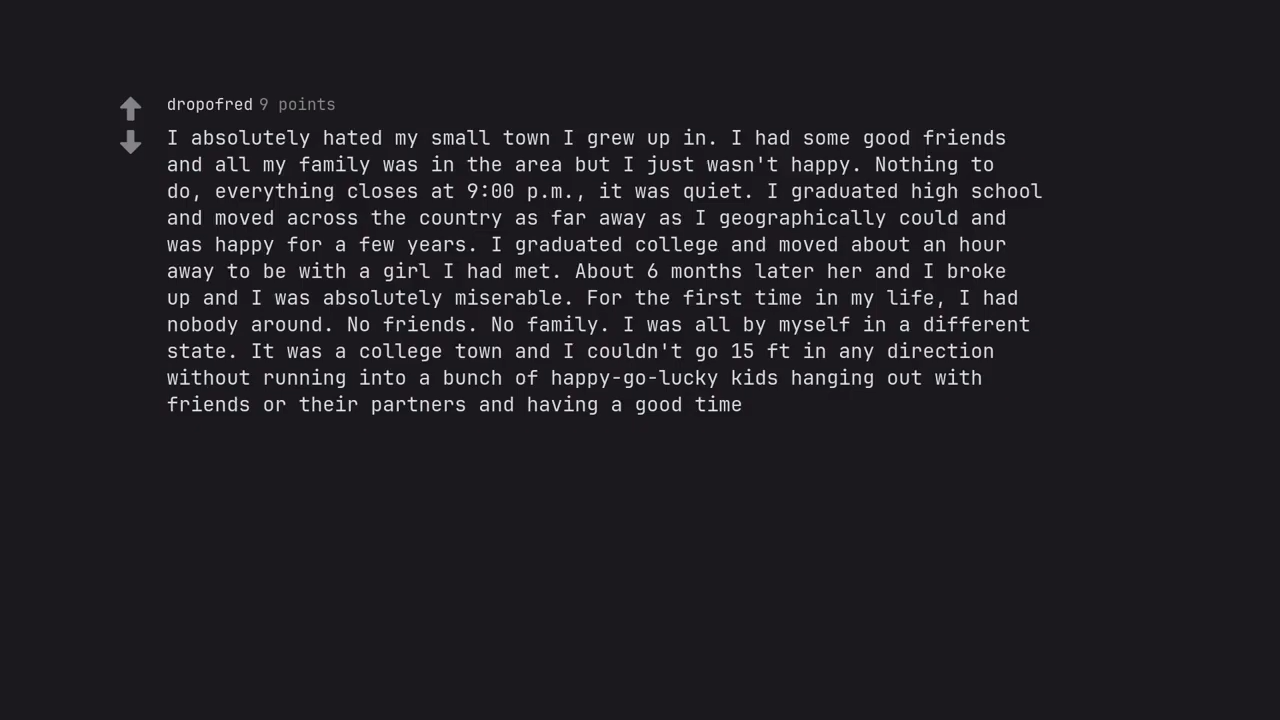 dropofred 9 points
I absolutely hated my small town I grew up in. I had some good friends
and all my family was in the area but I just wasn't happy. Nothing to
do, everything closes at 9:00 p.m., it was quiet. I graduated high school
and moved across the country as far away as I geographically could and
was happy for a few years. I graduated college and moved about an hour
away to be with a girl I had met. About 6 months later her and I broke
up and I was absolutely miserable. For the first time in my life, I had
nobody around. No friends. No family. I was all by myself in a different
state. It was a college town and I couldn't go 15 ft in any direction
without running into a bunch of happy-go-lucky kids hanging out with
friends or their partners and having a good time